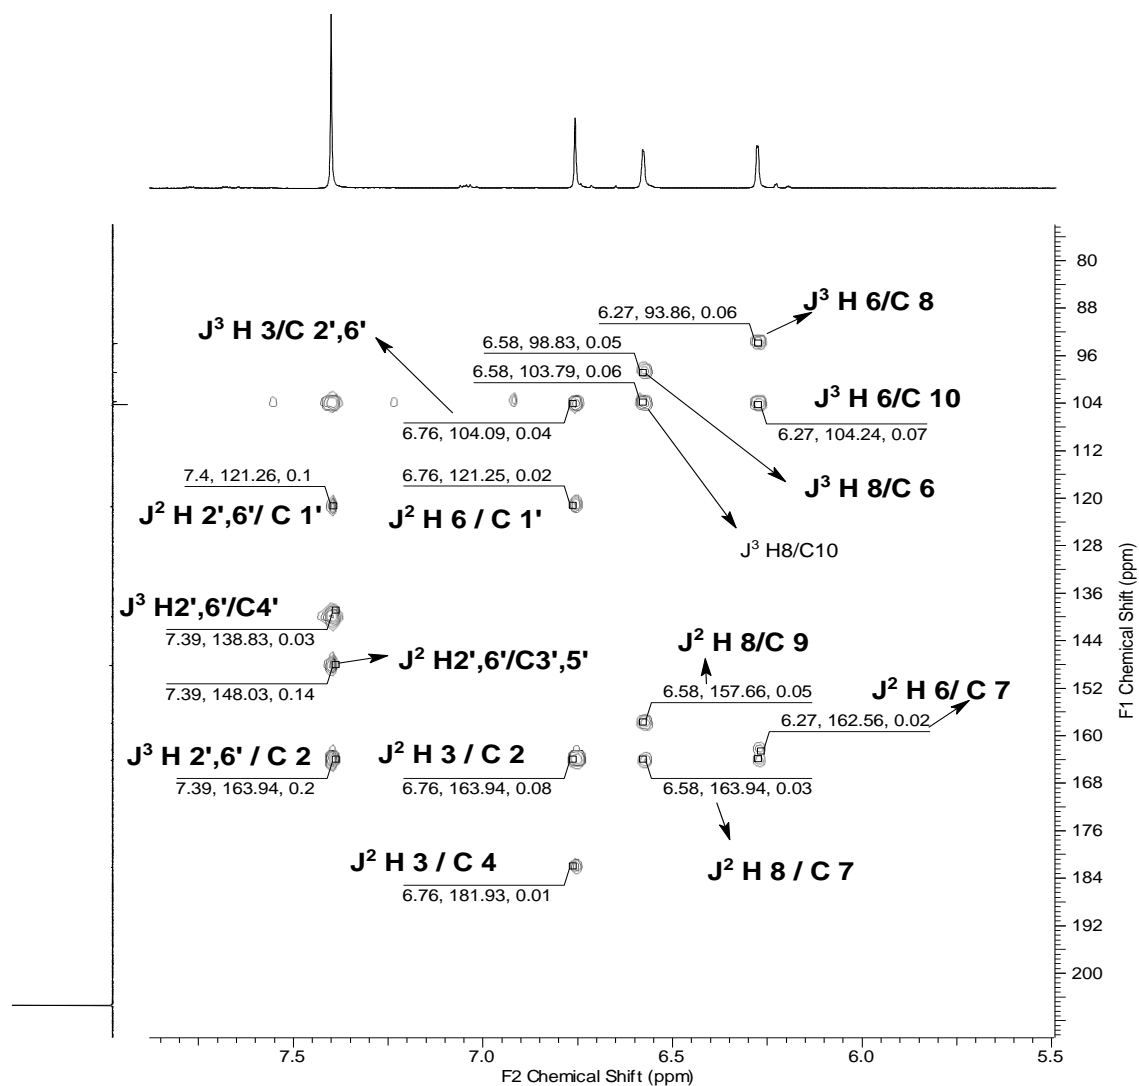 80
J³ H 6/C 8
6.27, 93.86, 0.06
88
J³ H 3/C 2',6'
6.58, 98.83, 0.05
96
6.58, 103.79, 0.06
J³ H 6/C 10
104
6.76, 104.09, 0.04
6.27, 104.24, 0.07
112
7.4, 121.26, 0.1
6.76, 121.25, 0.02
J³ H 8/C 6
120
J² H 2',6'/ C 1'
J² H 6 / C 1'
128
J³ H8/C10
136
J³ H2',6'/C4'
7.39, 138.83, 0.03
144
J² H 8/C 9
J² H2',6'/C3',5'
7.39, 148.03, 0.14
6.58, 157.66, 0.05
152
J² H 6/ C 7
6.27, 162.56, 0.02
160
J³ H 2',6' / C 2
J² H 3 / C 2
7.39, 163.94, 0.2
6.76, 163.94, 0.08
6.58, 163.94, 0.03
168
176
J² H 3 / C 4
J² H 8 / C 7
6.76, 181.93, 0.01
184
192
200
F1 Chemical Shift (ppm)
7.5 7.0 6.5 6.0 5.5
F2 Chemical Shift (ppm)